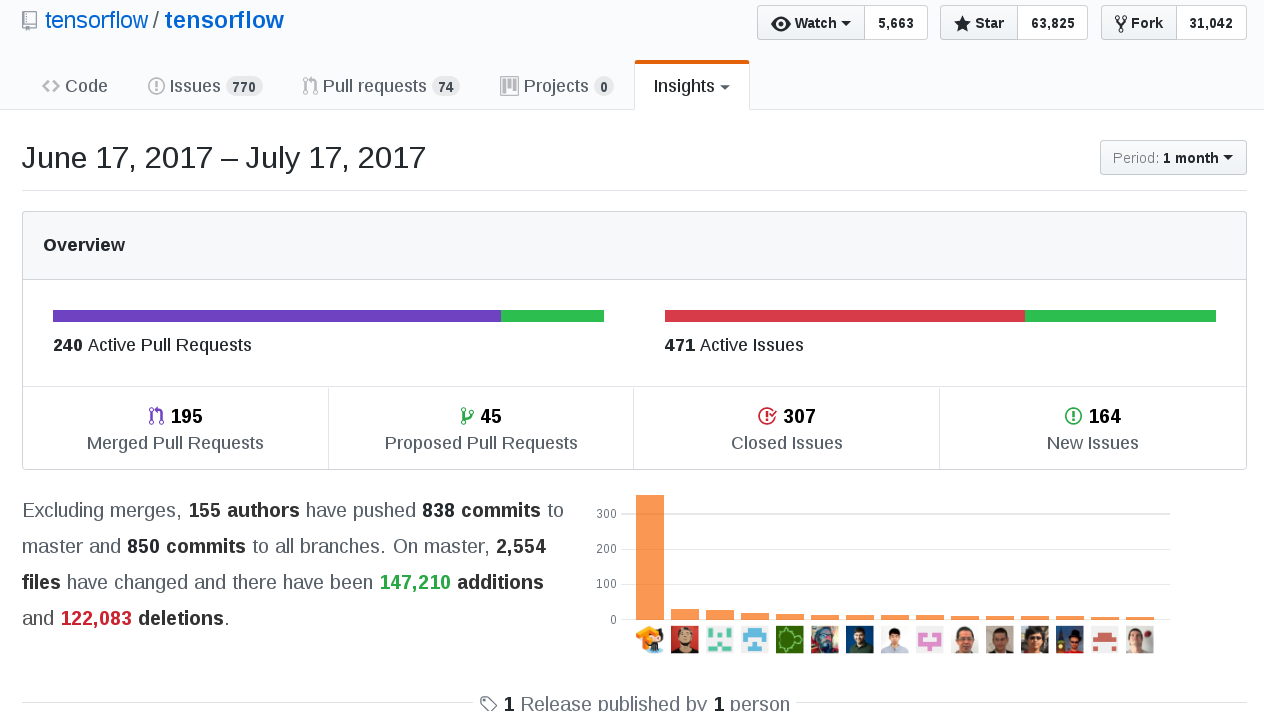 tensorflow / tensorflow
Watch 5,663 Star 63,825 Fork 31,042
Code Issues 770 Pull requests 74 Projects 0 Insights
June 17, 2017 – July 17, 2017
Period: 1 month
Overview
240 Active Pull Requests
471 Active Issues
195
Merged Pull Requests
45
Proposed Pull Requests
307
Closed Issues
164
New Issues
Excluding merges, 155 authors have pushed 838 commits to
master and 850 commits to all branches. On master, 2,554
files have changed and there have been 147,210 additions
and 122,083 deletions.
300
200
100
0
1 Release published by 1 person